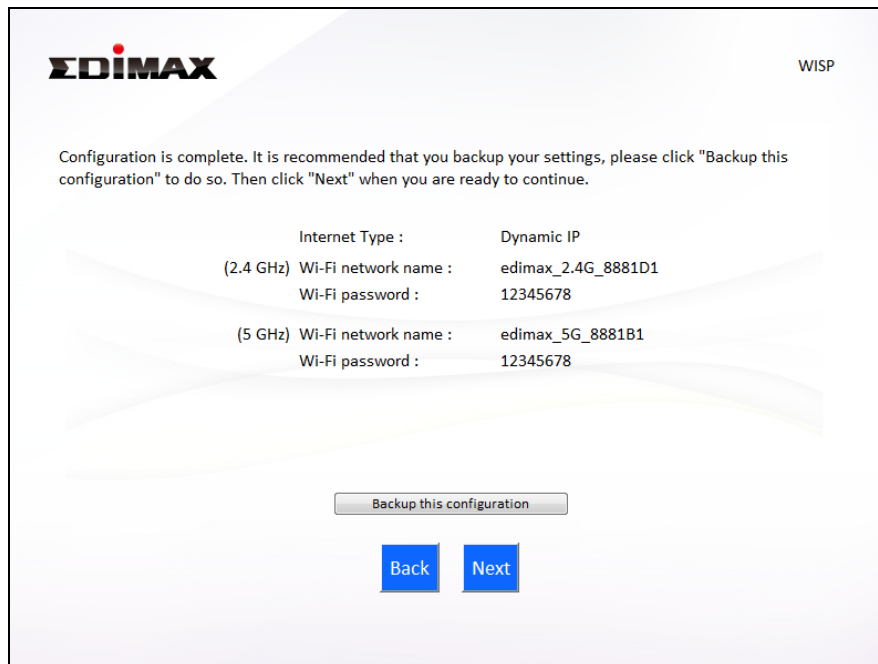 EDIMAX
WISP
Configuration is complete. It is recommended that you backup your settings, please click "Backup this
configuration" to do so. Then click "Next" when you are ready to continue.
Internet Type : Dynamic IP
(2.4 GHz) Wi-Fi network name : edimax_2.4G_8881D1
Wi-Fi password : 12345678
(5 GHz) Wi-Fi network name : edimax_5G_8881B1
Wi-Fi password : 12345678
Backup this configuration
Back Next